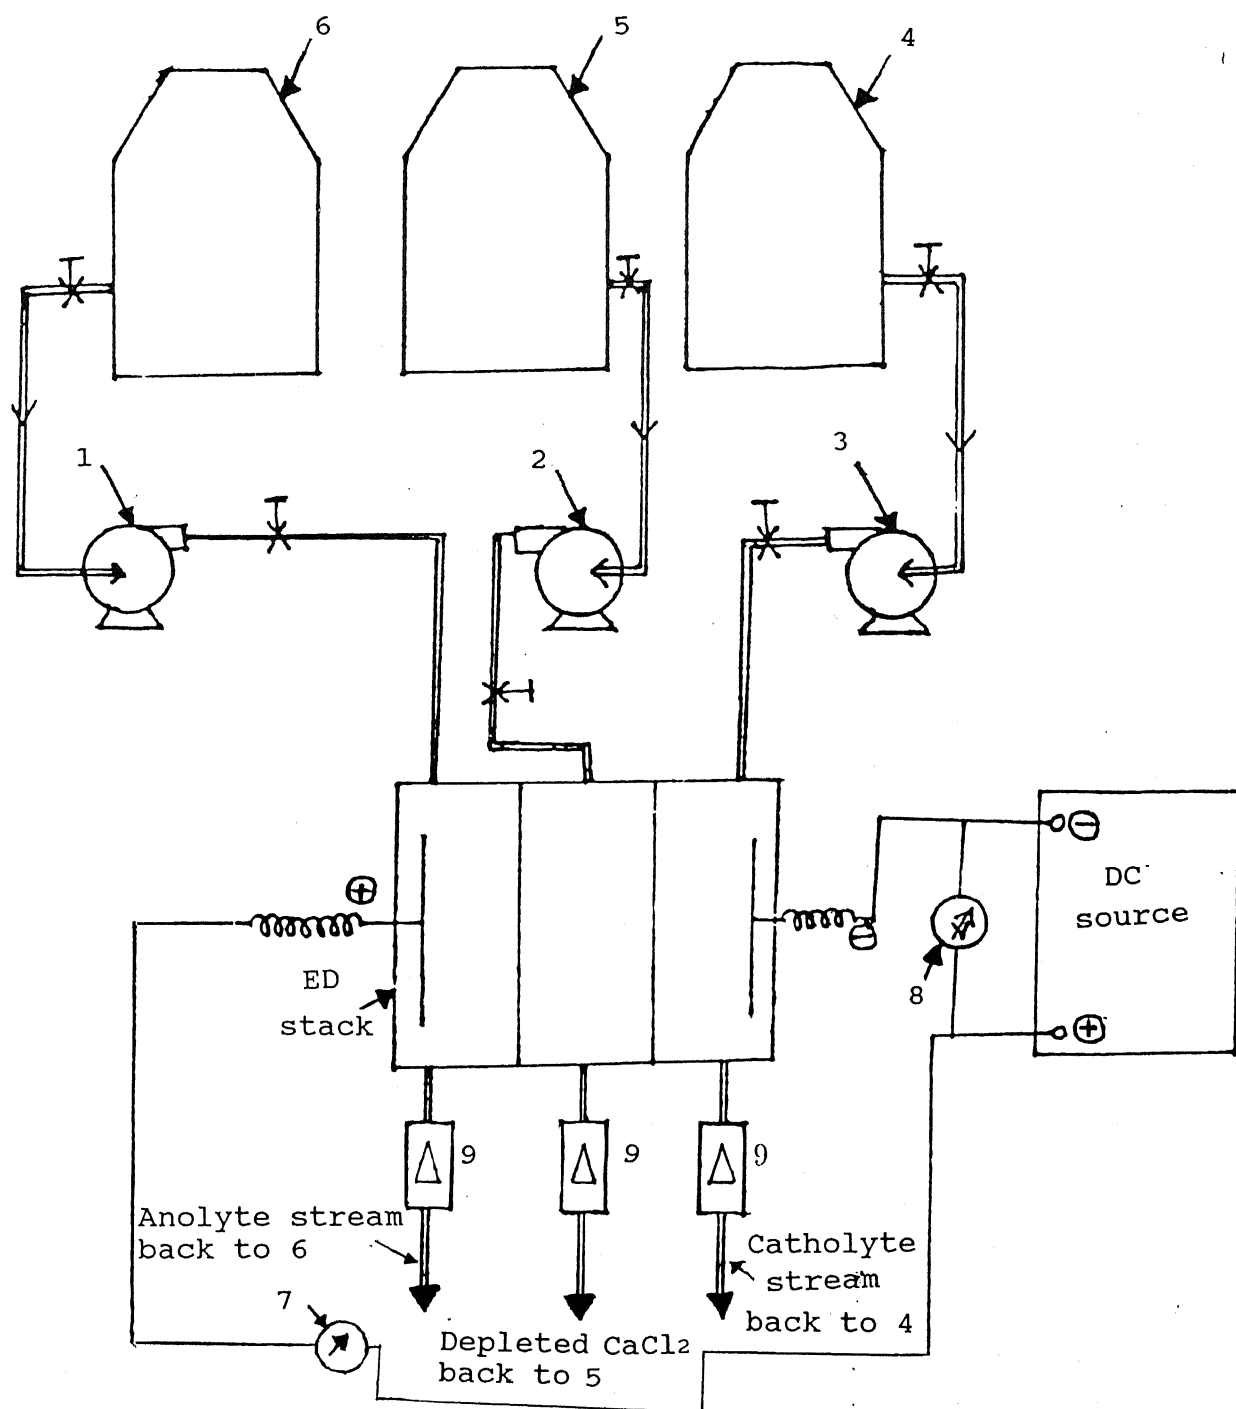 6
5
4
1
2
3
⊕
⊖
ED
stack
⊖
DC
source
8
⊕
9
9
9
Anolyte stream
back to 6
Catholyte
stream
back to 4
7
Depleted CaCl2
back to 5